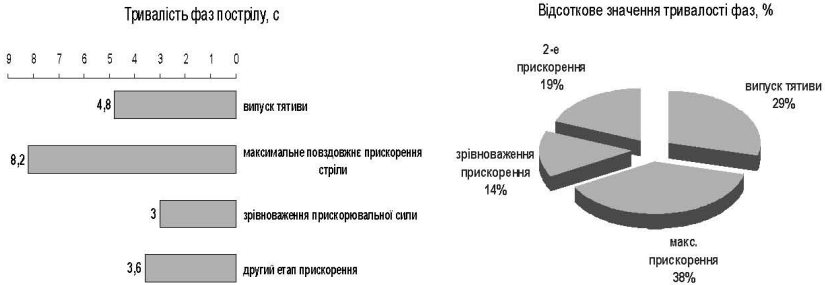 Тривалість фаз пострілу, с
9 8 7 6 5 4 3 2 1 0
4,8 випуск тятиви
8,2 максимальне повздовжнє прискорення
стріли
3 зрівноваження прискорювальної сили
3,6 другий етап прискорення
Відсоткове значення тривалості фаз, %
2-е
прискорення
19%
випуск тятиви
29%
зрівноваження
прискорення
14%
макс.
прискорення
38%